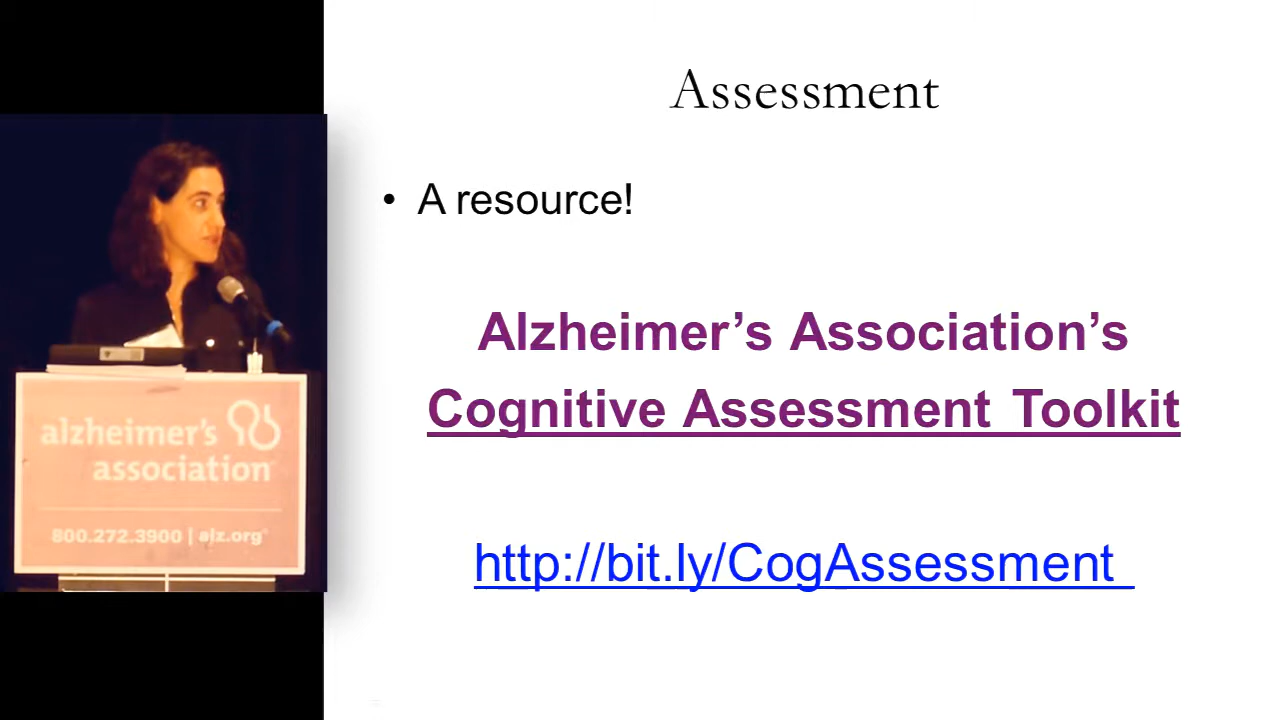 Assessment
• A resource!
Alzheimer’s Association’s
Cognitive Assessment Toolkit
http://bit.ly/CogAssessment
alzheimer's
association
800.272.3900 | alz.org